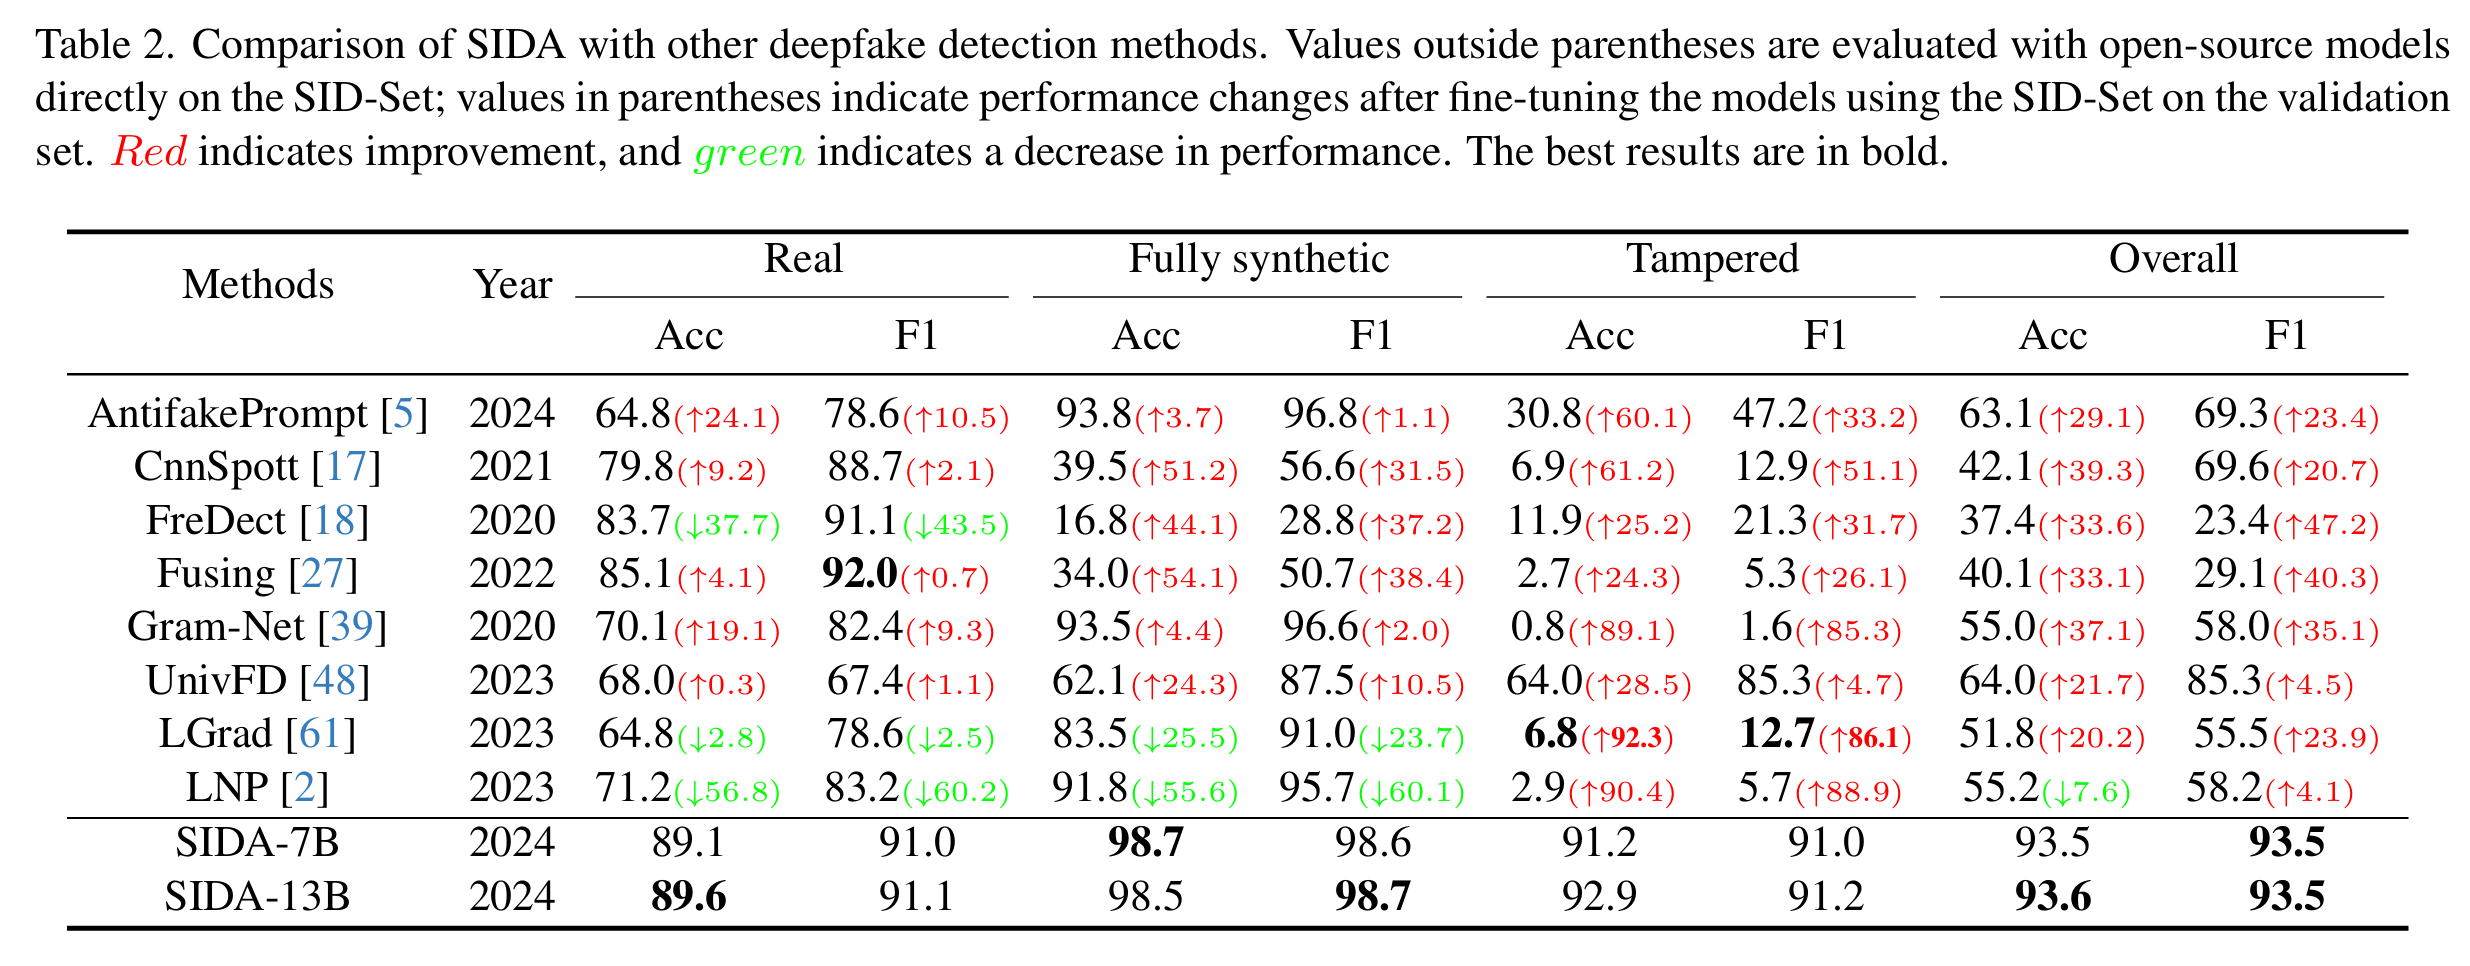 Table 2. Comparison of SIDA with other deepfake detection methods. Values outside parentheses are evaluated with open-source models
directly on the SID-Set; values in parentheses indicate performance changes after fine-tuning the models using the SID-Set on the validation
set. Red indicates improvement, and green indicates a decrease in performance. The best results are in bold.
Methods Year Real Fully synthetic Tampered Overall
Acc F1 Acc F1 Acc F1 Acc F1
AntifakePrompt [5] 2024 64.8(↑24.1) 78.6(↑10.5) 93.8(↑3.7) 96.8(↑1.1) 30.8(↑60.1) 47.2(↑33.2) 63.1(↑29.1) 69.3(↑23.4)
CnnSpott [17] 2021 79.8(↑9.2) 88.7(↑2.1) 39.5(↑51.2) 56.6(↑31.5) 6.9(↑61.2) 12.9(↑51.1) 42.1(↑39.3) 69.6(↑20.7)
FreDect [18] 2020 83.7(↓37.7) 91.1(↓43.5) 16.8(↑44.1) 28.8(↑37.2) 11.9(↑25.2) 21.3(↑31.7) 37.4(↑33.6) 23.4(↑47.2)
Fusing [27] 2022 85.1(↑4.1) 92.0(↑0.7) 34.0(↑54.1) 50.7(↑38.4) 2.7(↑24.3) 5.3(↑26.1) 40.1(↑33.1) 29.1(↑40.3)
Gram-Net [39] 2020 70.1(↑19.1) 82.4(↑9.3) 93.5(↑4.4) 96.6(↑2.0) 0.8(↑89.1) 1.6(↑85.3) 55.0(↑37.1) 58.0(↑35.1)
UnivFD [48] 2023 68.0(↑0.3) 67.4(↑1.1) 62.1(↑24.3) 87.5(↑10.5) 64.0(↑28.5) 85.3(↑4.7) 64.0(↑21.7) 85.3(↑4.5)
LGrad [61] 2023 64.8(↓2.8) 78.6(↓2.5) 83.5(↓25.5) 91.0(↓23.7) 6.8(↑92.3) 12.7(↑86.1) 51.8(↑20.2) 55.5(↑23.9)
LNP [2] 2023 71.2(↓56.8) 83.2(↓60.2) 91.8(↓55.6) 95.7(↓60.1) 2.9(↑90.4) 5.7(↑88.9) 55.2(↓7.6) 58.2(↑4.1)
SIDA-7B 2024 89.1 91.0 98.7 98.6 91.2 91.0 93.5 93.5
SIDA-13B 2024 89.6 91.1 98.5 98.7 92.9 91.2 93.6 93.5